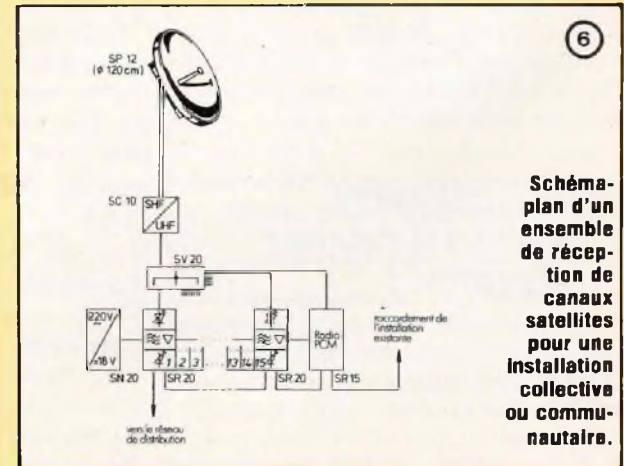 6
SP 12
(ø 120 cm)
SC 10
SHF
UHF
SV 20
220V
~
=18 V
SN 20
1 2 3
SR 20
13 14 15
SR 20
Radio
PCM
SR 15
raccordement de
l'installation
existante
vers le réseau
de distribution
Schéma-
plan d'un
ensemble
de récep-
tion de
canaux
satellites
pour une
installation
collective
ou commu-
nautaire.